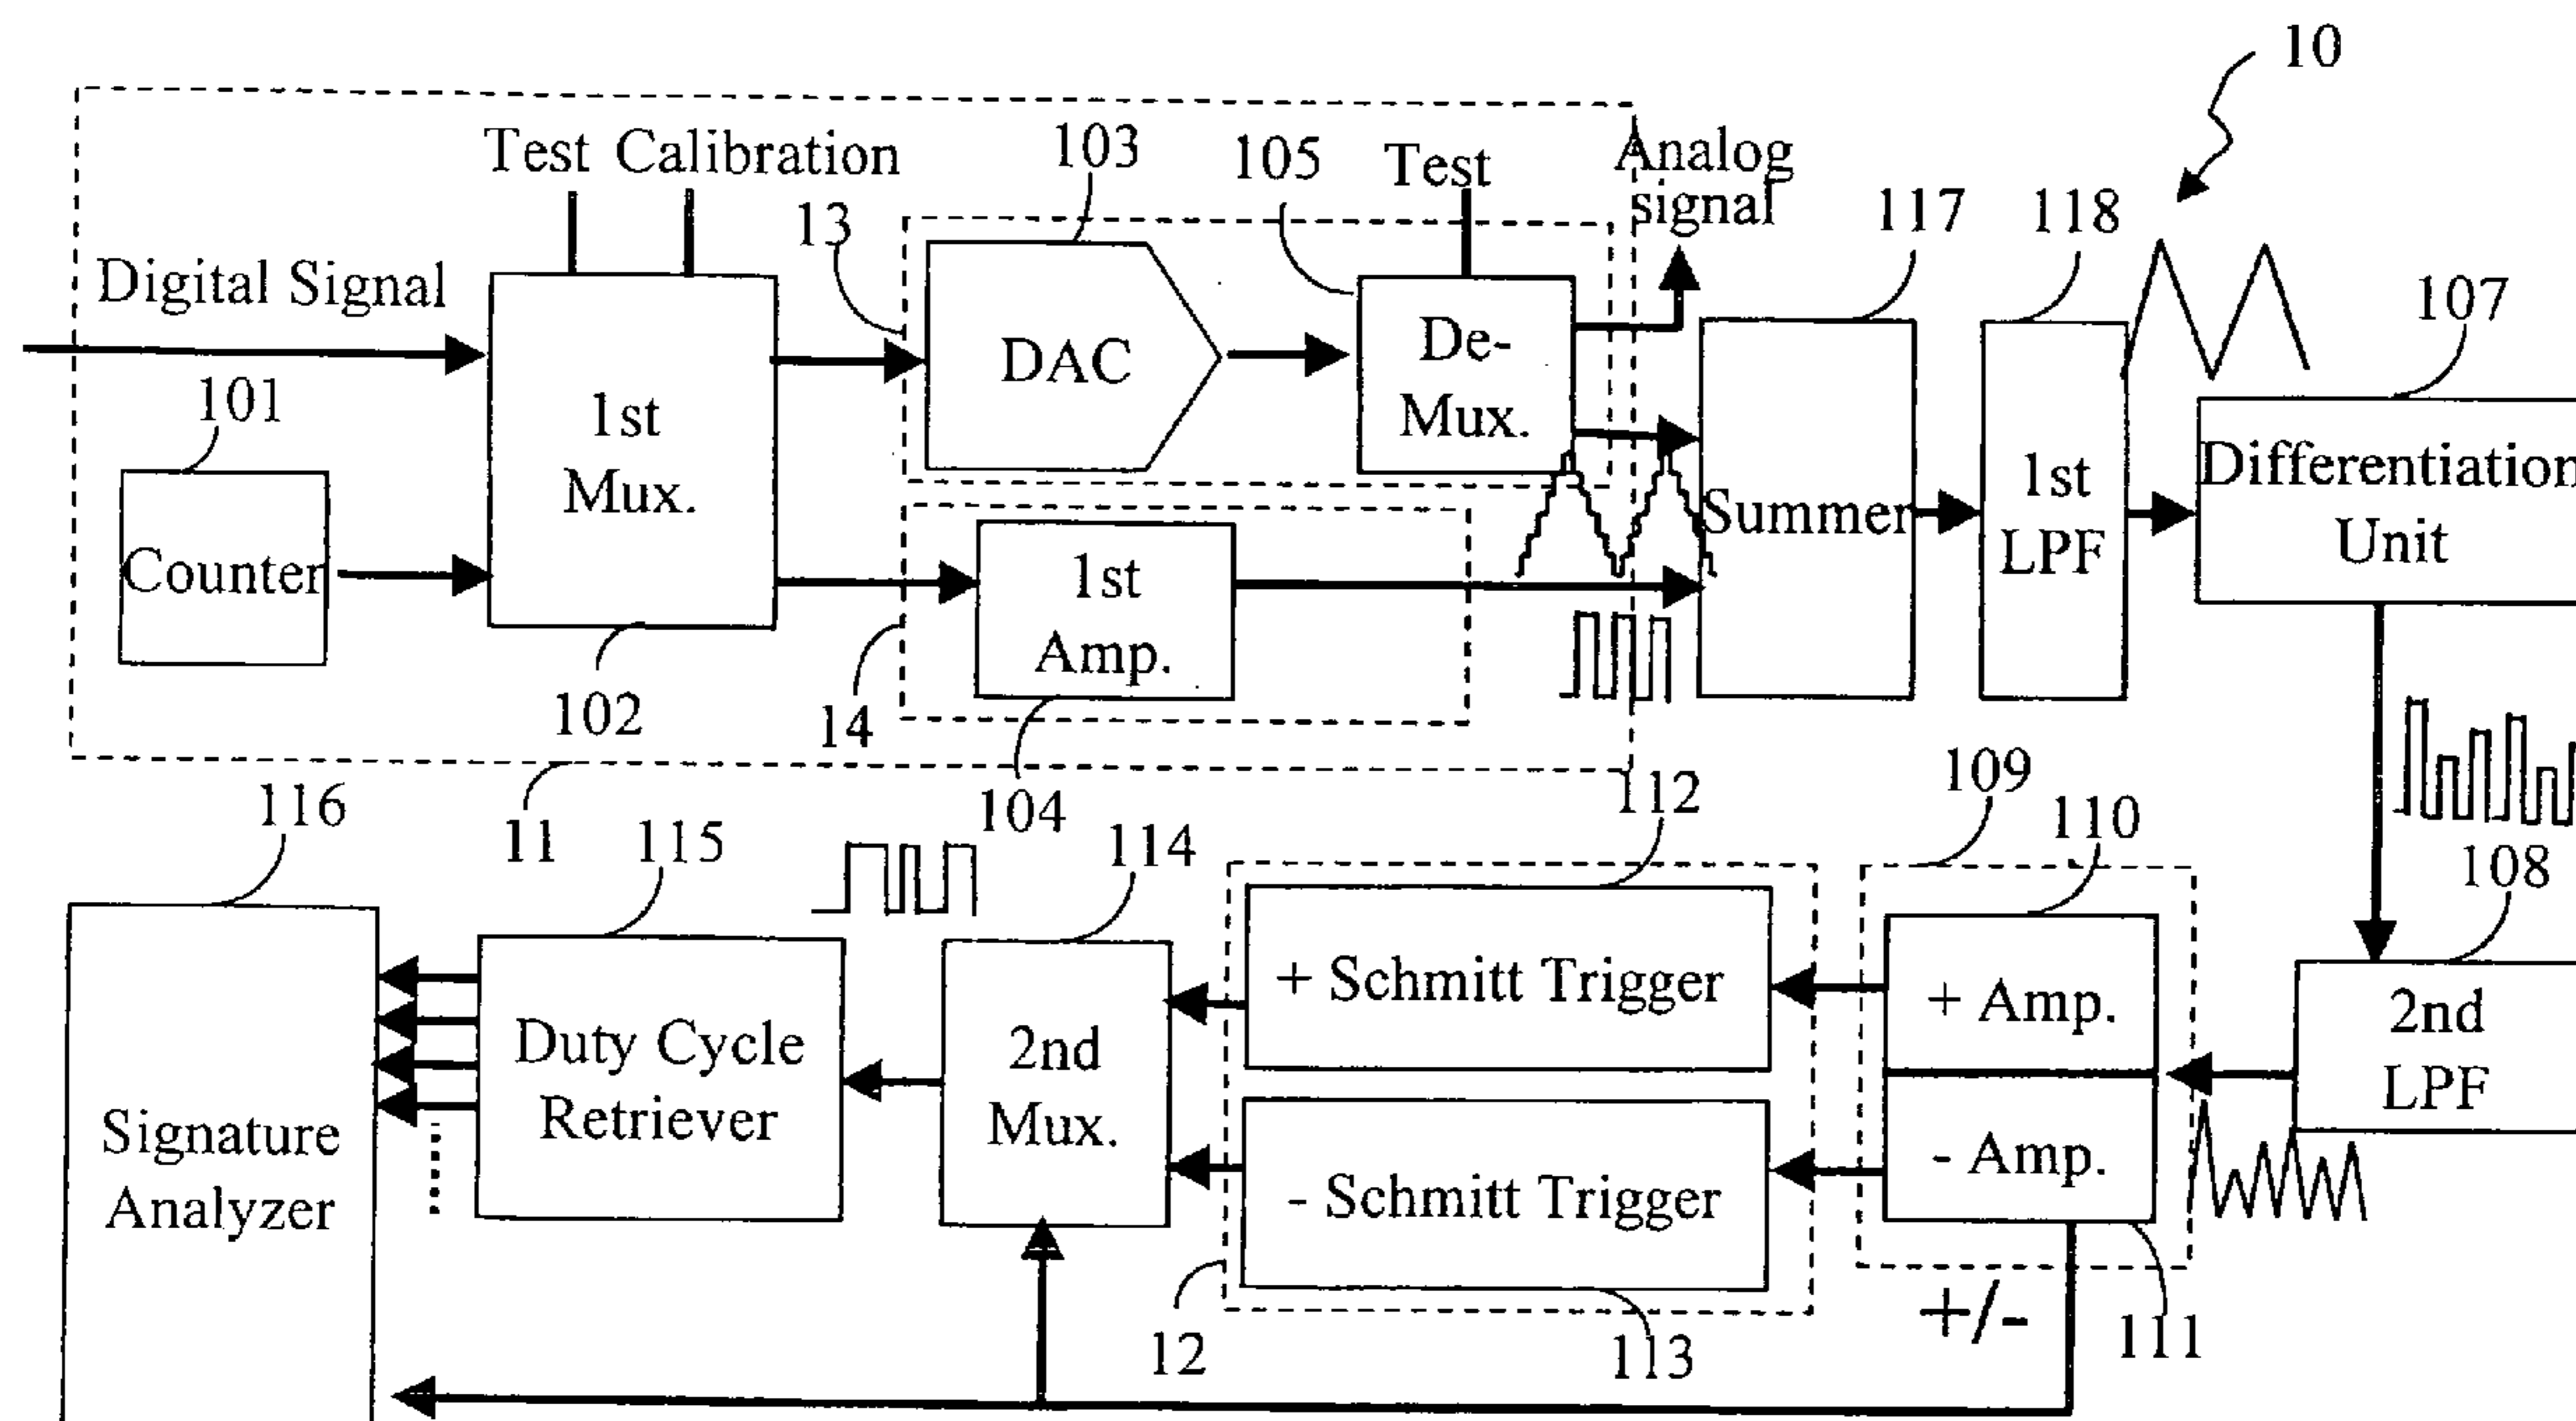 10
Test Calibration
103
105
Test
Analog
signal
13
117
118
Digital Signal
107
101
1st
Mux.
DAC
De-
Mux.
Differentiation
Unit
Counter
Summer
1st
LPF
1st
Amp.
102
14
104
11
116
115
114
112
109
110
108
+ Schmitt Trigger
+ Amp.
2nd
LPF
Duty Cycle
Retriever
2nd
Mux.
Signature
Analyzer
- Schmitt Trigger
- Amp.
12
113
+/-
111